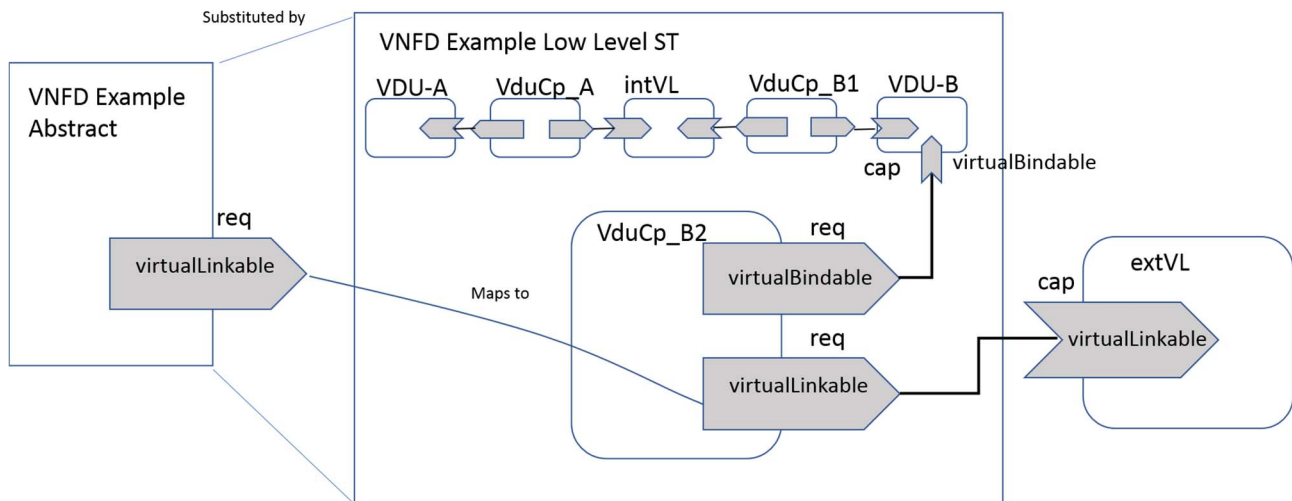 Substituted by
VNFD Example Low Level ST
VNFD Example
Abstract
VDU-A
VduCp_A
intVL
VduCp_B1
VDU-B
cap
virtualBindable
req
virtualLinkable
Maps to
VduCp_B2
req
virtualBindable
req
virtualLinkable
extVL
cap
virtualLinkable